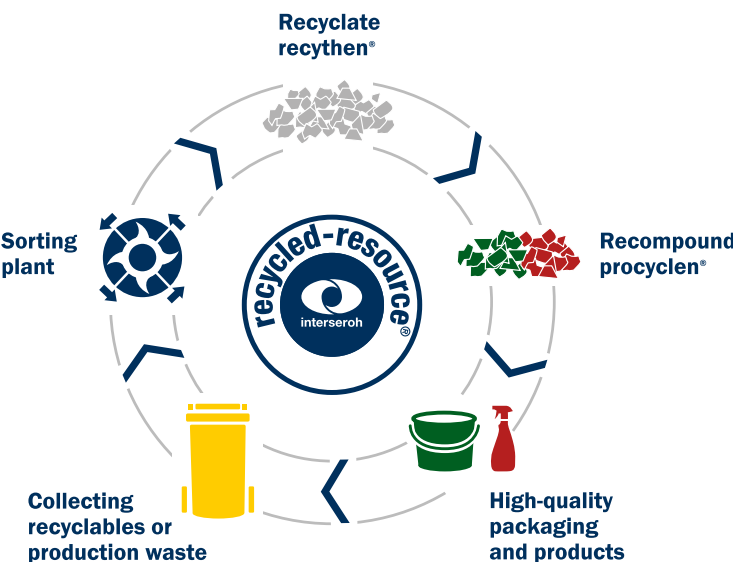 Recyclate
recythen®
Sorting
plant
recycled-resource®
interseroh
Recompound
procyclen®
Collecting
recyclables or
production waste
High-quality
packaging
and products